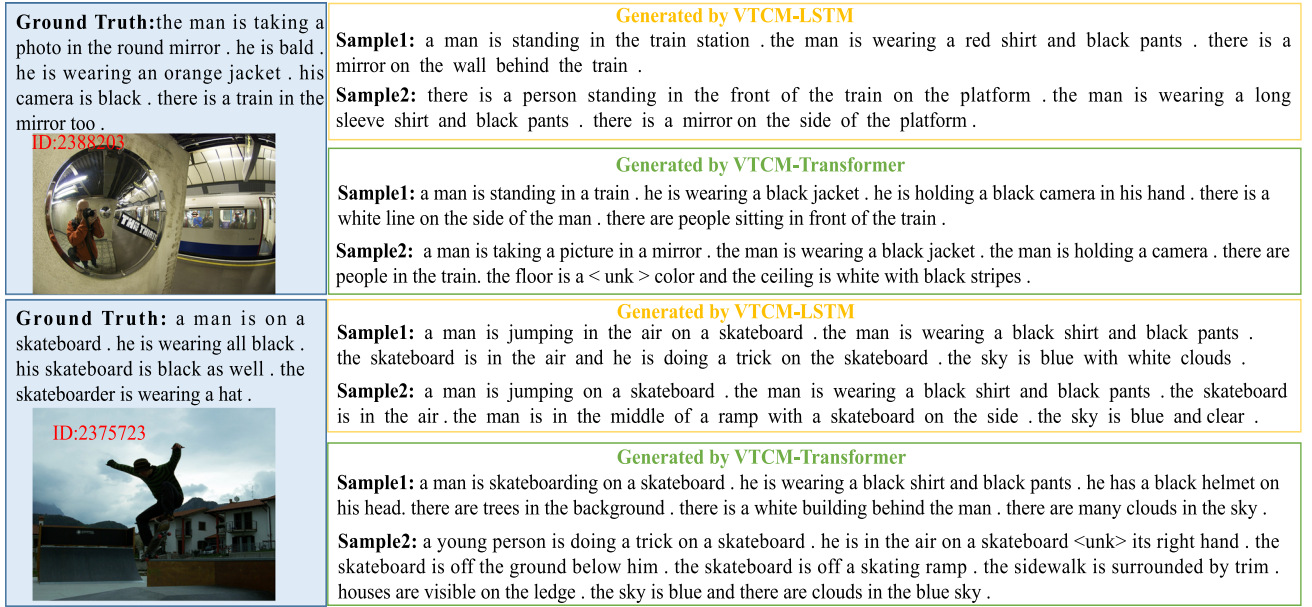 Ground Truth:the man is taking a
photo in the round mirror . he is bald .
he is wearing an orange jacket . his
camera is black . there is a train in the
mirror too .
ID:2388203
Generated by VTCM-LSTM
Sample1: a man is standing in the train station . the man is wearing a red shirt and black pants . there is a
mirror on the wall behind the train .
Sample2: there is a person standing in the front of the train on the platform . the man is wearing a long
sleeve shirt and black pants . there is a mirror on the side of the platform .
Generated by VTCM-Transformer
Sample1: a man is standing in a train . he is wearing a black jacket . he is holding a black camera in his hand . there is a
white line on the side of the man . there are people sitting in front of the train .
Sample2: a man is taking a picture in a mirror . the man is wearing a black jacket . the man is holding a camera . there are
people in the train. the floor is a < unk > color and the ceiling is white with black stripes .
Ground Truth: a man is on a
skateboard . he is wearing all black .
his skateboard is black as well . the
skateboarder is wearing a hat .
ID:2375723
Generated by VTCM-LSTM
Sample1: a man is jumping in the air on a skateboard . the man is wearing a black shirt and black pants .
the skateboard is in the air and he is doing a trick on the skateboard . the sky is blue with white clouds .
Sample2: a man is jumping on a skateboard . the man is wearing a black shirt and black pants . the skateboard
is in the air . the man is in the middle of a ramp with a skateboard on the side . the sky is blue and clear .
Generated by VTCM-Transformer
Sample1: a man is skateboarding on a skateboard . he is wearing a black shirt and black pants . he has a black helmet on
his head. there are trees in the background . there is a white building behind the man . there are many clouds in the sky .
Sample2: a young person is doing a trick on a skateboard . he is in the air on a skateboard <unk> its right hand . the
skateboard is off the ground below him . the skateboard is off a skating ramp . the sidewalk is surrounded by trim .
houses are visible on the ledge . the sky is blue and there are clouds in the blue sky .